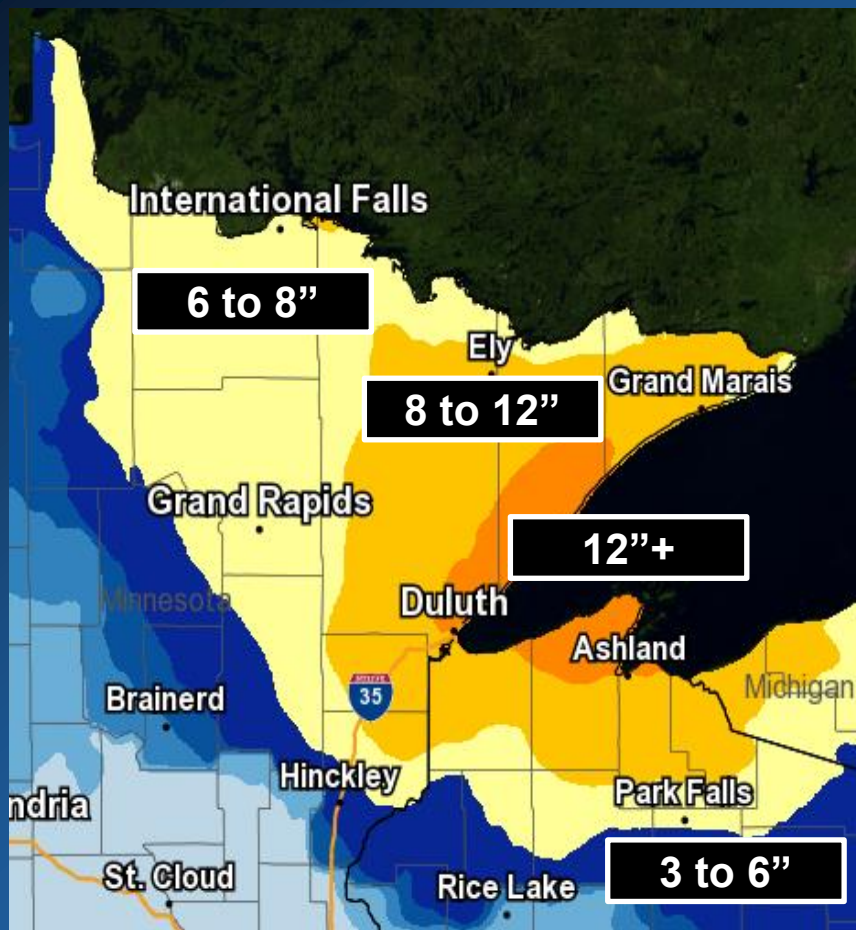 International Falls
6 to 8”
Ely
Grand Marais
8 to 12”
Grand Rapids
12”+
Minnesota
Duluth
Ashland
35
Michigan
Brainerd
Hinckley
Park Falls
ndria
3 to 6”
St. Cloud
Rice Lake